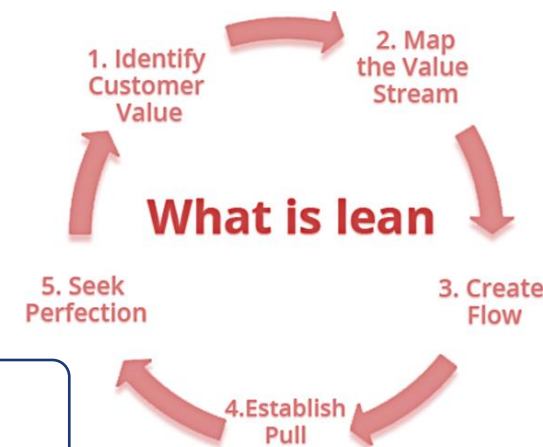 1. Identify
Customer
Value
2. Map
the Value
Stream
What is lean
3. Create
Flow
4.Establish
Pull
5. Seek
Perfection